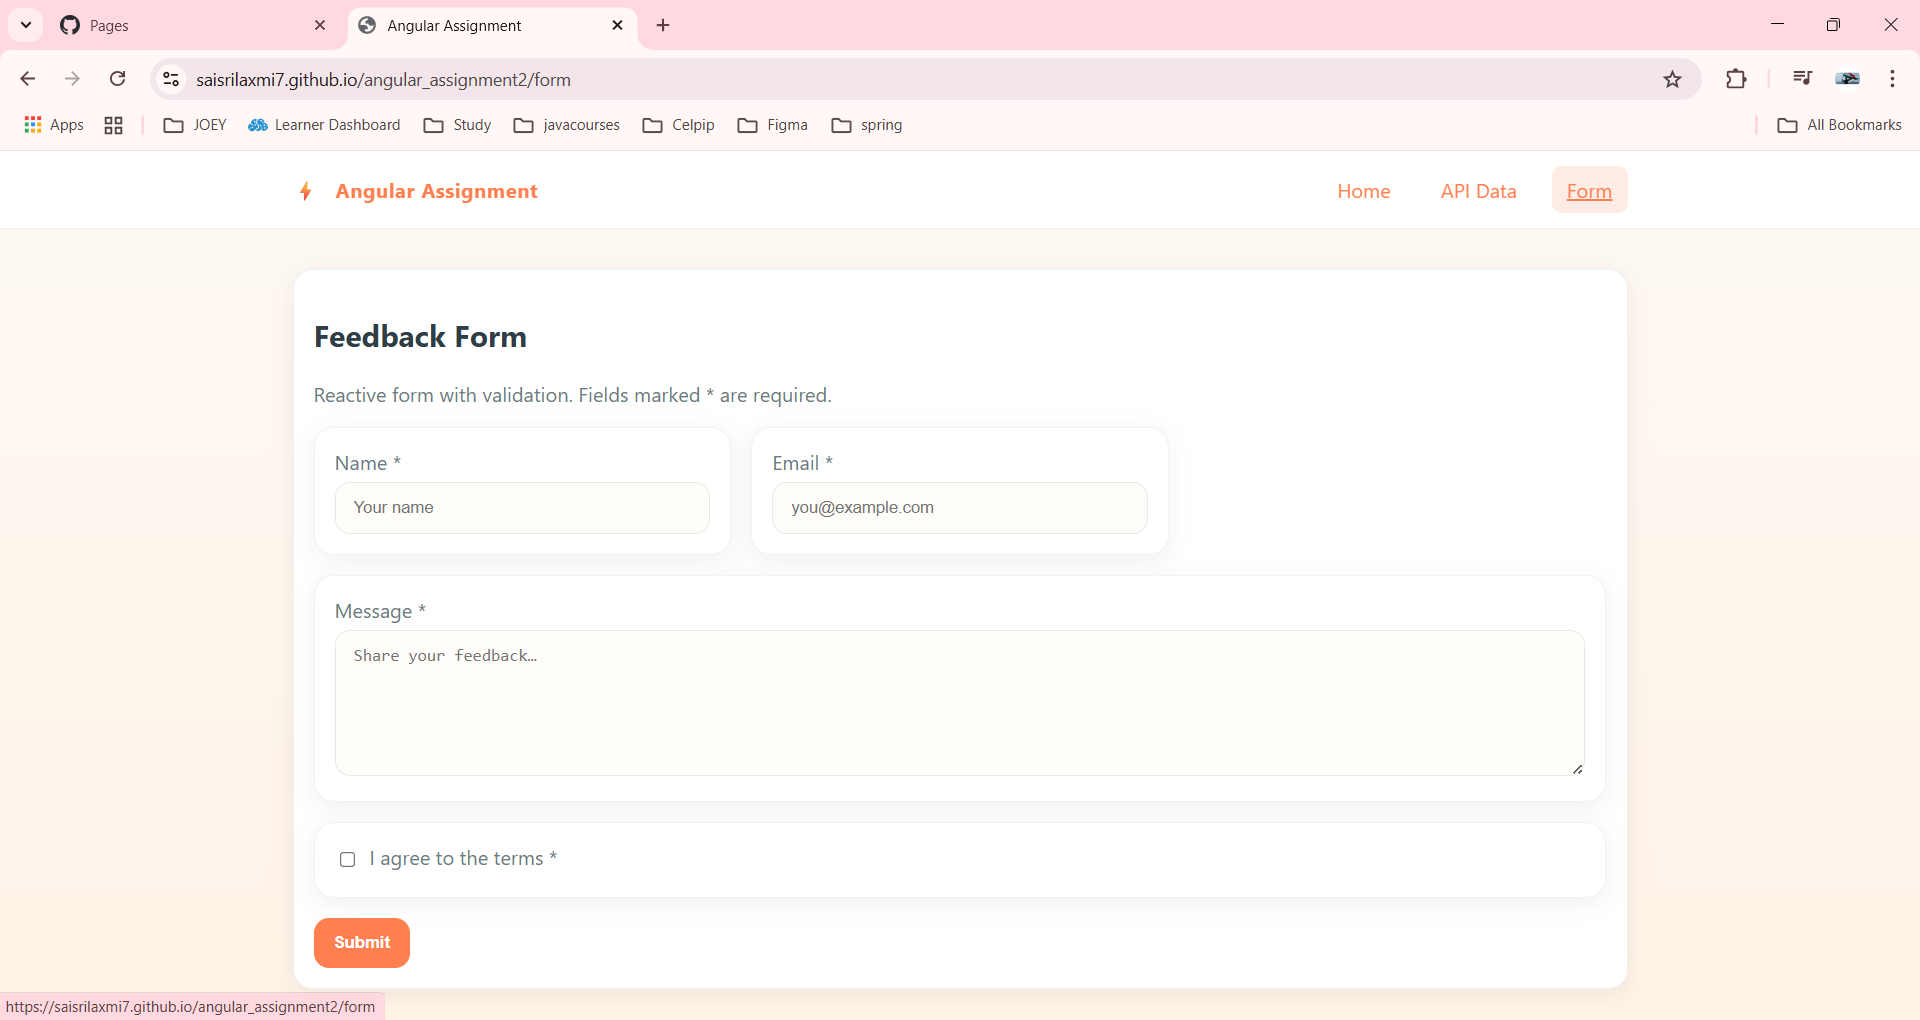 Pages
Angular Assignment
saisrilaxmi7.github.io/angular_assignment2/form
Apps JOEY Learner Dashboard Study javacourses Celpip Figma spring All Bookmarks
Angular Assignment Home API Data Form
Feedback Form
Reactive form with validation. Fields marked * are required.
Name * Email *
Your name you@example.com
Message *
Share your feedback…
I agree to the terms *
Submit
https://saisrilaxmi7.github.io/angular_assignment2/form